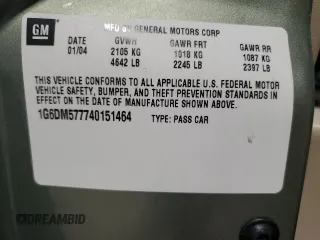 GM
MFD BY GENERAL MOTORS CORP
DATE GVWR GAWR FRT GAWR RR
01/04 2105 KG 1018 KG 1087 KG
4642 LB 2245 LB 2397 LB
THIS VEHICLE CONFORMS TO ALL APPLICABLE U.S. FEDERAL MOTOR
VEHICLE SAFETY, BUMPER, AND THEFT PREVENTION STANDARDS IN
EFFECT ON THE DATE OF MANUFACTURE SHOWN ABOVE.
1G6DM577740151464 TYPE: PASS CAR
©DREAMBID